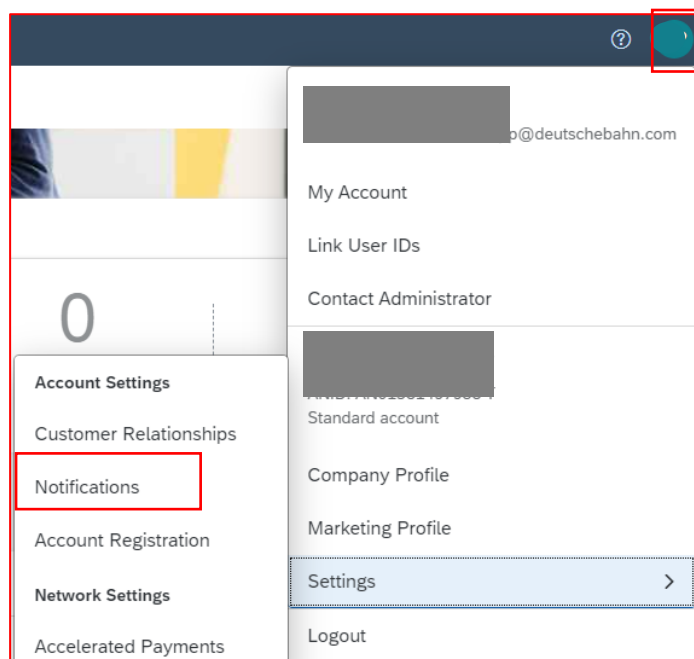 @deutschebahn.com
My Account
Link User IDs
Contact Administrator
Standard account
Company Profile
Marketing Profile
Settings
Logout
0
Account Settings
Customer Relationships
Notifications
Account Registration
Network Settings
Accelerated Payments